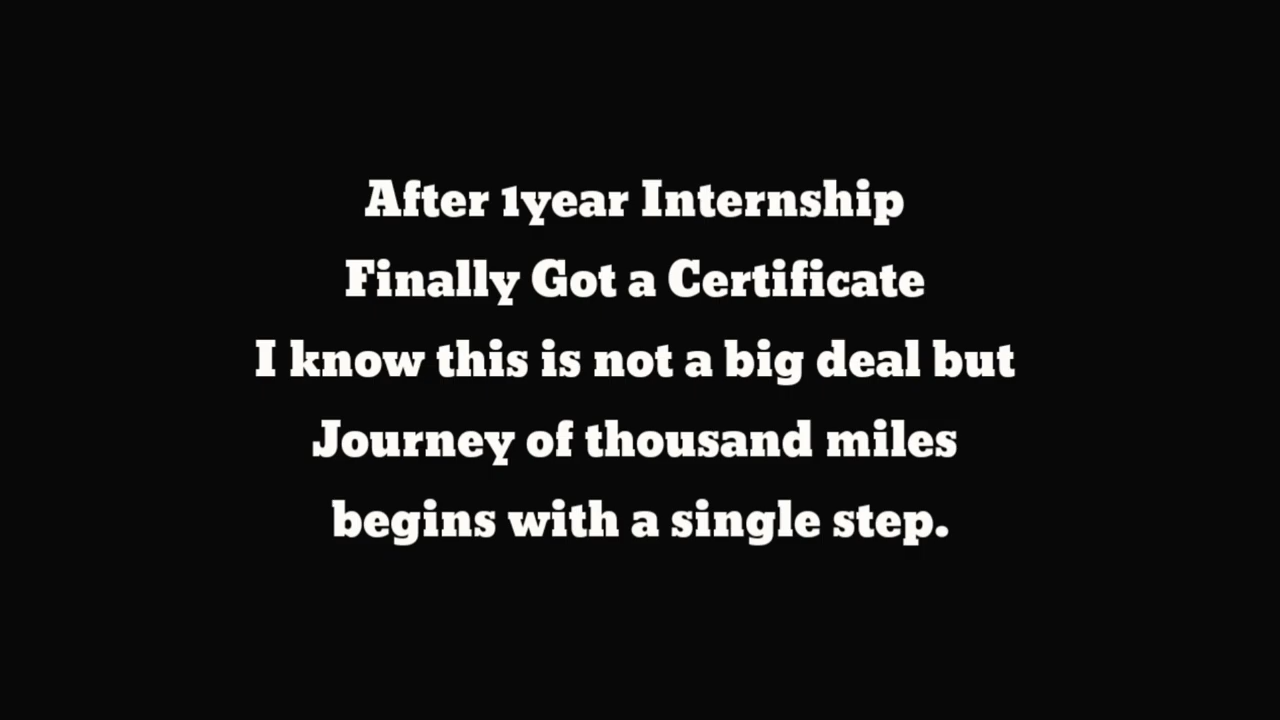 After 1year Internship
Finally Got a Certificate
I know this is not a big deal but
Journey of thousand miles
begins with a single step.